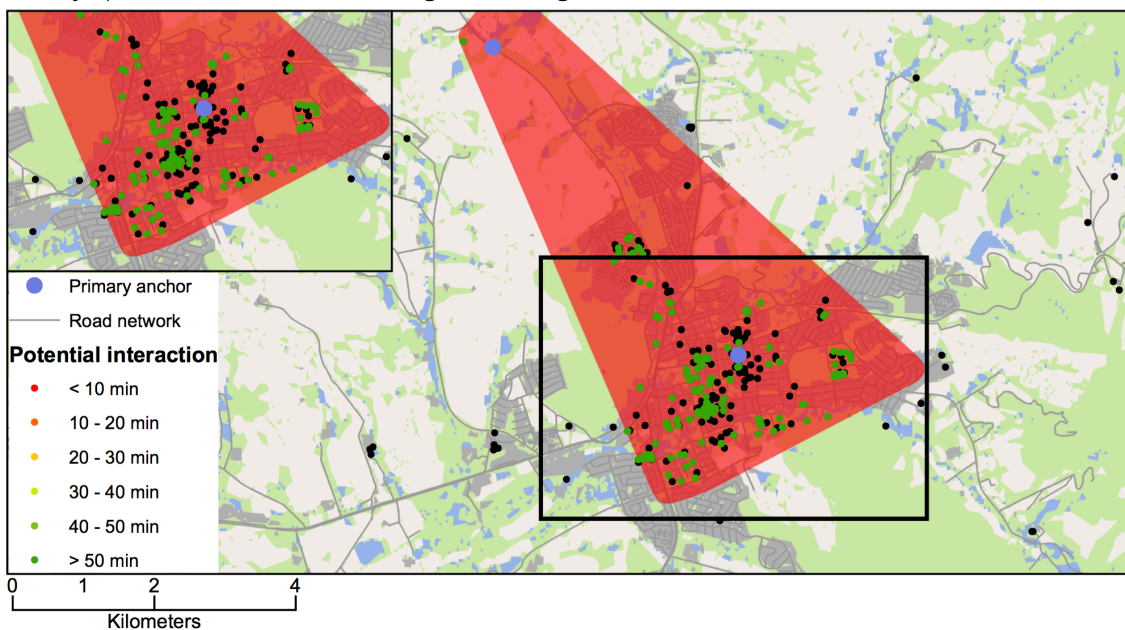 Primary anchor
Road network
Potential interaction
< 10 min
10 - 20 min
20 - 30 min
30 - 40 min
40 - 50 min
> 50 min
0 1 2 4
Kilometers